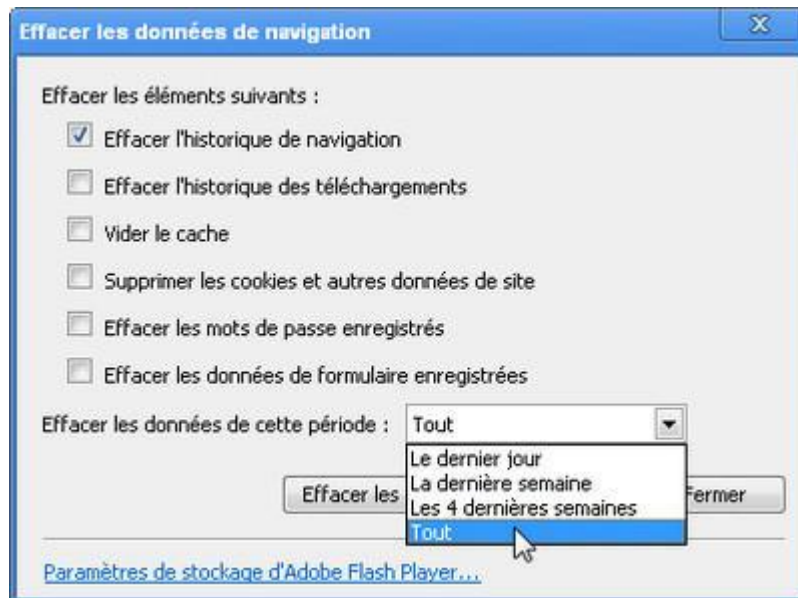 Effacer les données de navigation
Effacer les éléments suivants :
Effacer l'historique de navigation
Effacer l'historique des téléchargements
Vider le cache
Supprimer les cookies et autres données de site
Effacer les mots de passe enregistrés
Effacer les données de formulaire enregistrées
Effacer les données de cette période : Tout
Le dernier jour
La dernière semaine
Les 4 dernières semaines
Tout
Effacer les
Fermer
Paramètres de stockage d'Adobe Flash Player...